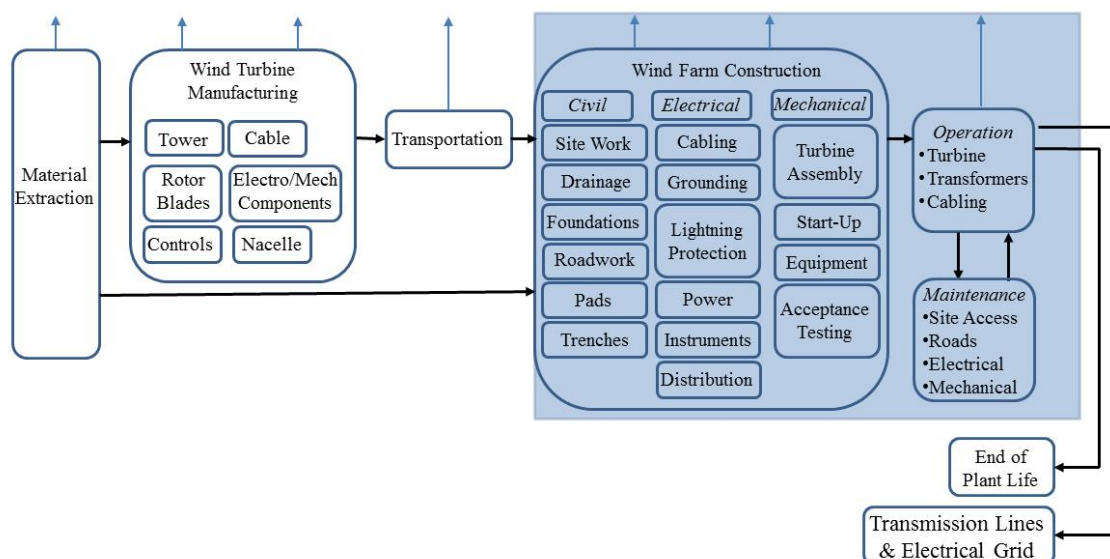 Material
Extraction
Wind Turbine
Manufacturing
Tower
Cable
Rotor
Blades
Electro/Mech
Components
Controls
Nacelle
Transportation
Wind Farm Construction
Civil
Site Work
Drainage
Foundations
Roadwork
Pads
Trenches
Electrical
Cabling
Grounding
Lightning
Protection
Power
Instruments
Distribution
Mechanical
Turbine
Assembly
Start-Up
Equipment
Acceptance
Testing
Operation
•Turbine
•Transformers
•Cabling
Maintenance
•Site Access
•Roads
•Electrical
•Mechanical
End of
Plant Life
Transmission Lines
& Electrical Grid